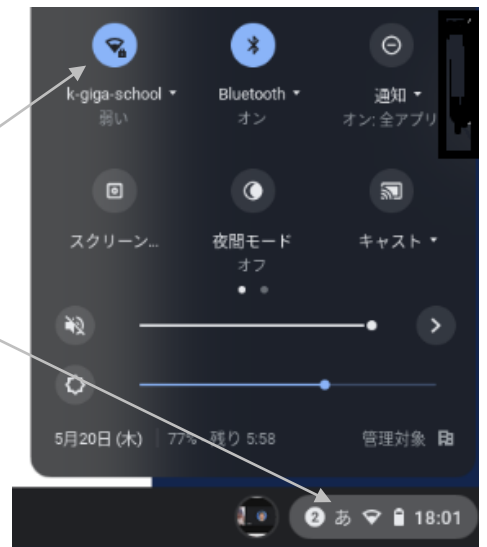 k-giga-school
弱い
Bluetooth
オン
通知
オン: 全アプリ
スクリーン...
夜間モード
オフ
キャスト
5月20日 (木) 77% 残り 5:58 管理対象
2 あ 18:01